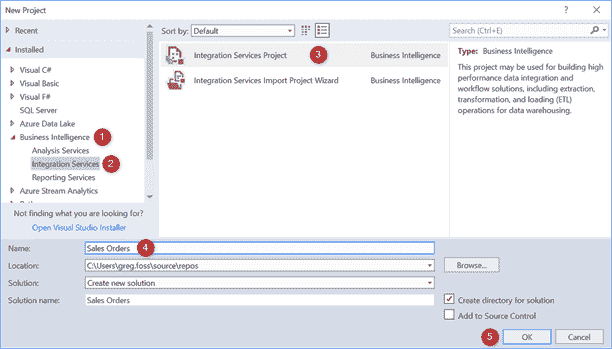 New Project
? ×
Recent
Installed
Visual C#
Visual Basic
Visual F#
SQL Server
Azure Data Lake
Business Intelligence 1
Analysis Services
Integration Services 2
Reporting Services
Azure Stream Analytics
Not finding what you are looking for?
Open Visual Studio Installer
Sort by: Default
Integration Services Project 3 Business Intelligence
Integration Services Import Project Wizard Business Intelligence
Search (Ctrl+E)
Type: Business Intelligence
This project may be used for building high
performance data integration and
workflow solutions, including extraction,
transformation, and loading (ETL)
operations for data warehousing.
Name: Sales Orders 4
Location: C:\Users\greg.foss\source\repos Browse...
Solution: Create new solution
Solution name: Sales Orders
Create directory for solution
Add to Source Control
5 OK Cancel